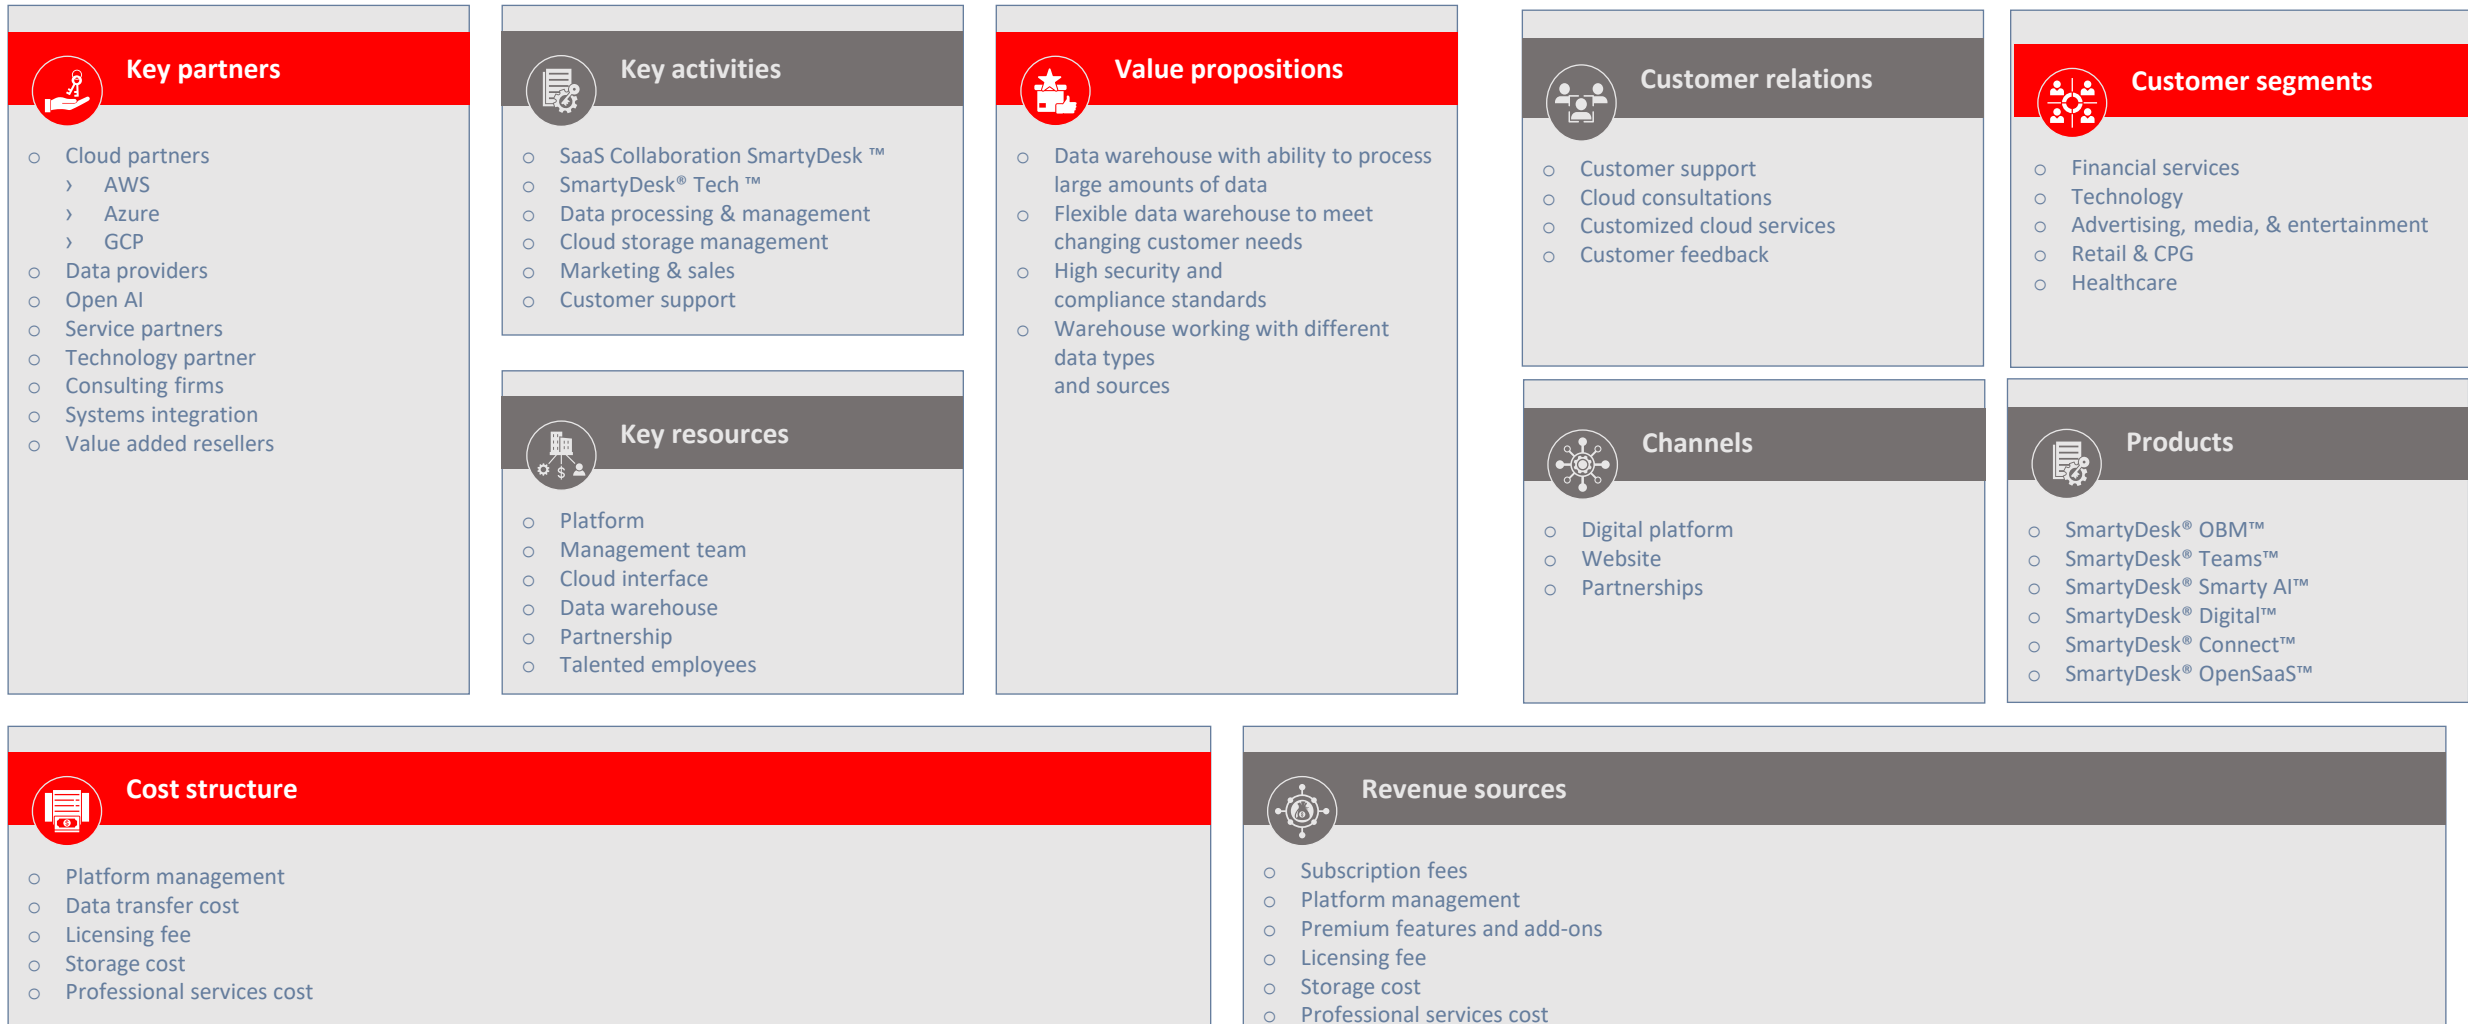 Key partners
Cloud partners
AWS
Azure
GCP
Data providers
Open AI
Service partners
Technology partner
Consulting firms
Systems integration
Value added resellers
Key activities
SaaS Collaboration SmartyDesk ™
SmartyDesk® Tech ™
Data processing & management
Cloud storage management
Marketing & sales
Customer support
Key resources
Platform
Management team
Cloud interface
Data warehouse
Partnership
Talented employees
Value propositions
Data warehouse with ability to process
large amounts of data
Flexible data warehouse to meet
changing customer needs
High security and
compliance standards
Warehouse working with different
data types
and sources
Customer relations
Customer support
Cloud consultations
Customized cloud services
Customer feedback
Channels
Digital platform
Website
Partnerships
Customer segments
Financial services
Technology
Advertising, media, & entertainment
Retail & CPG
Healthcare
Products
SmartyDesk® OBM™
SmartyDesk® Teams™
SmartyDesk® Smarty AI™
SmartyDesk® Digital™
SmartyDesk® Connect™
SmartyDesk® OpenSaaS™
Cost structure
Platform management
Data transfer cost
Licensing fee
Storage cost
Professional services cost
Revenue sources
Subscription fees
Platform management
Premium features and add-ons
Licensing fee
Storage cost
Professional services cost